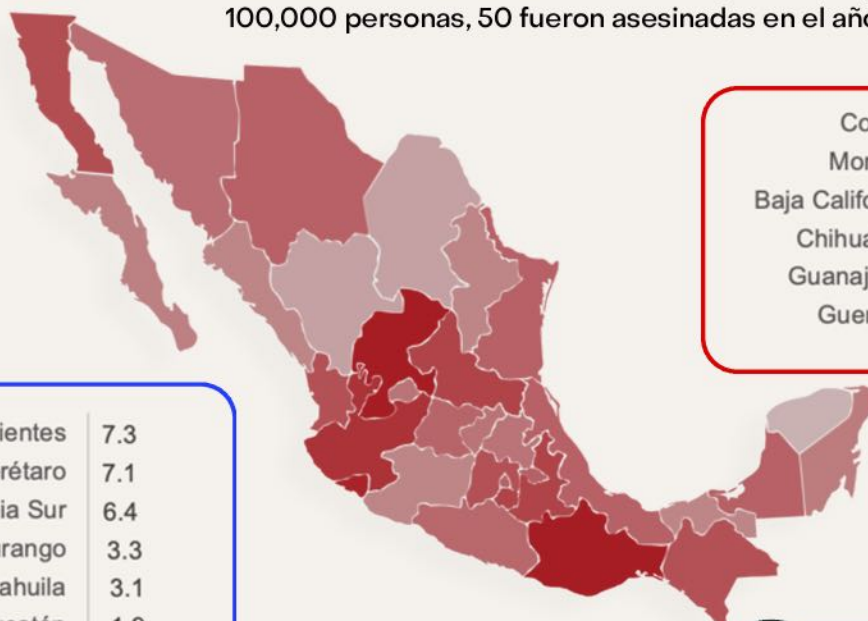 100,000 personas, 50 fueron asesinadas en el año
Co
Mor
Baja Califo
Chihua
Guanaj
Guer
ientes 7.3
rétaro 7.1
ia Sur 6.4
urango 3.3
ahuila 3.1